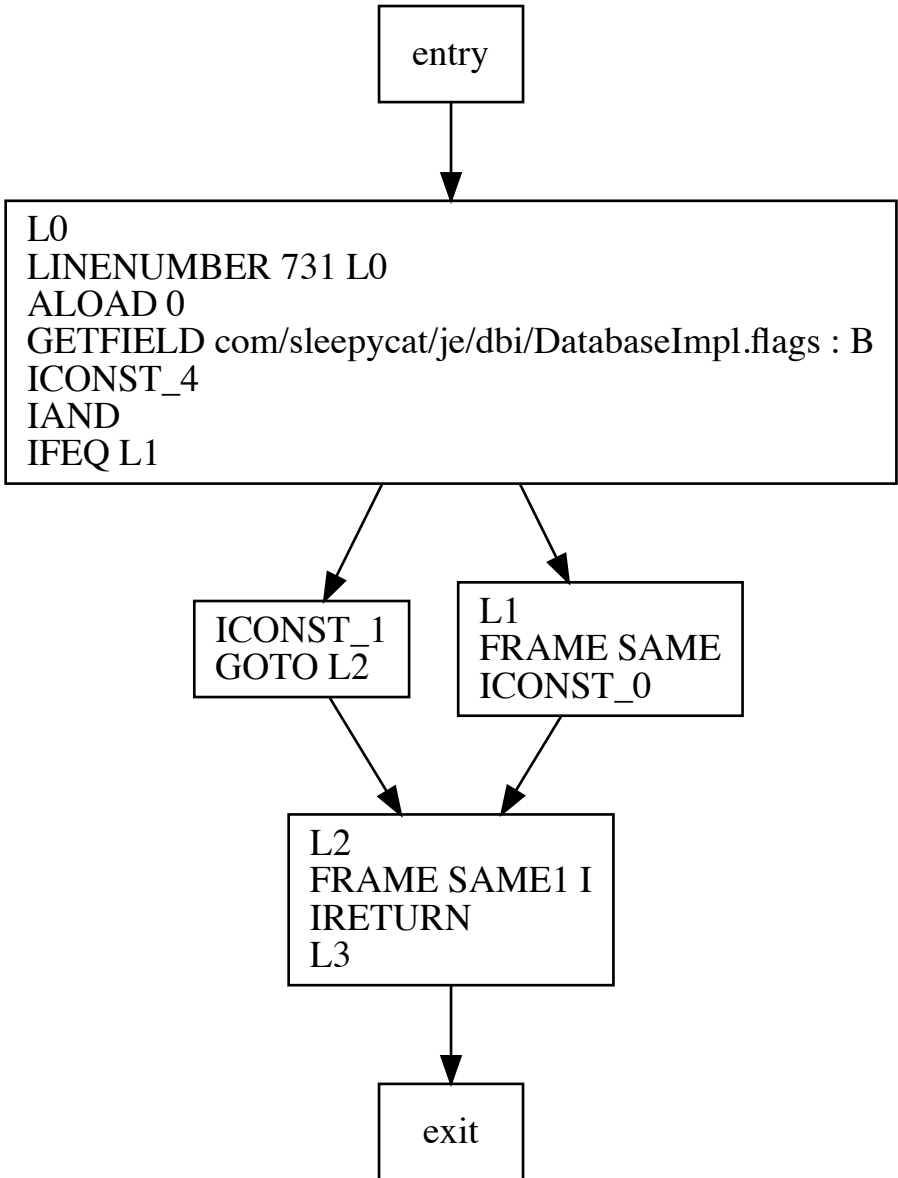 entry
L0
LINENUMBER 731 L0
ALOAD 0
GETFIELD com/sleepycat/je/dbi/DatabaseImpl.flags : B
ICONST_4
IAND
IFEQ L1
ICONST_1
GOTO L2
L1
FRAME SAME
ICONST_0
L2
FRAME SAME1 I
IRETURN
L3
exit